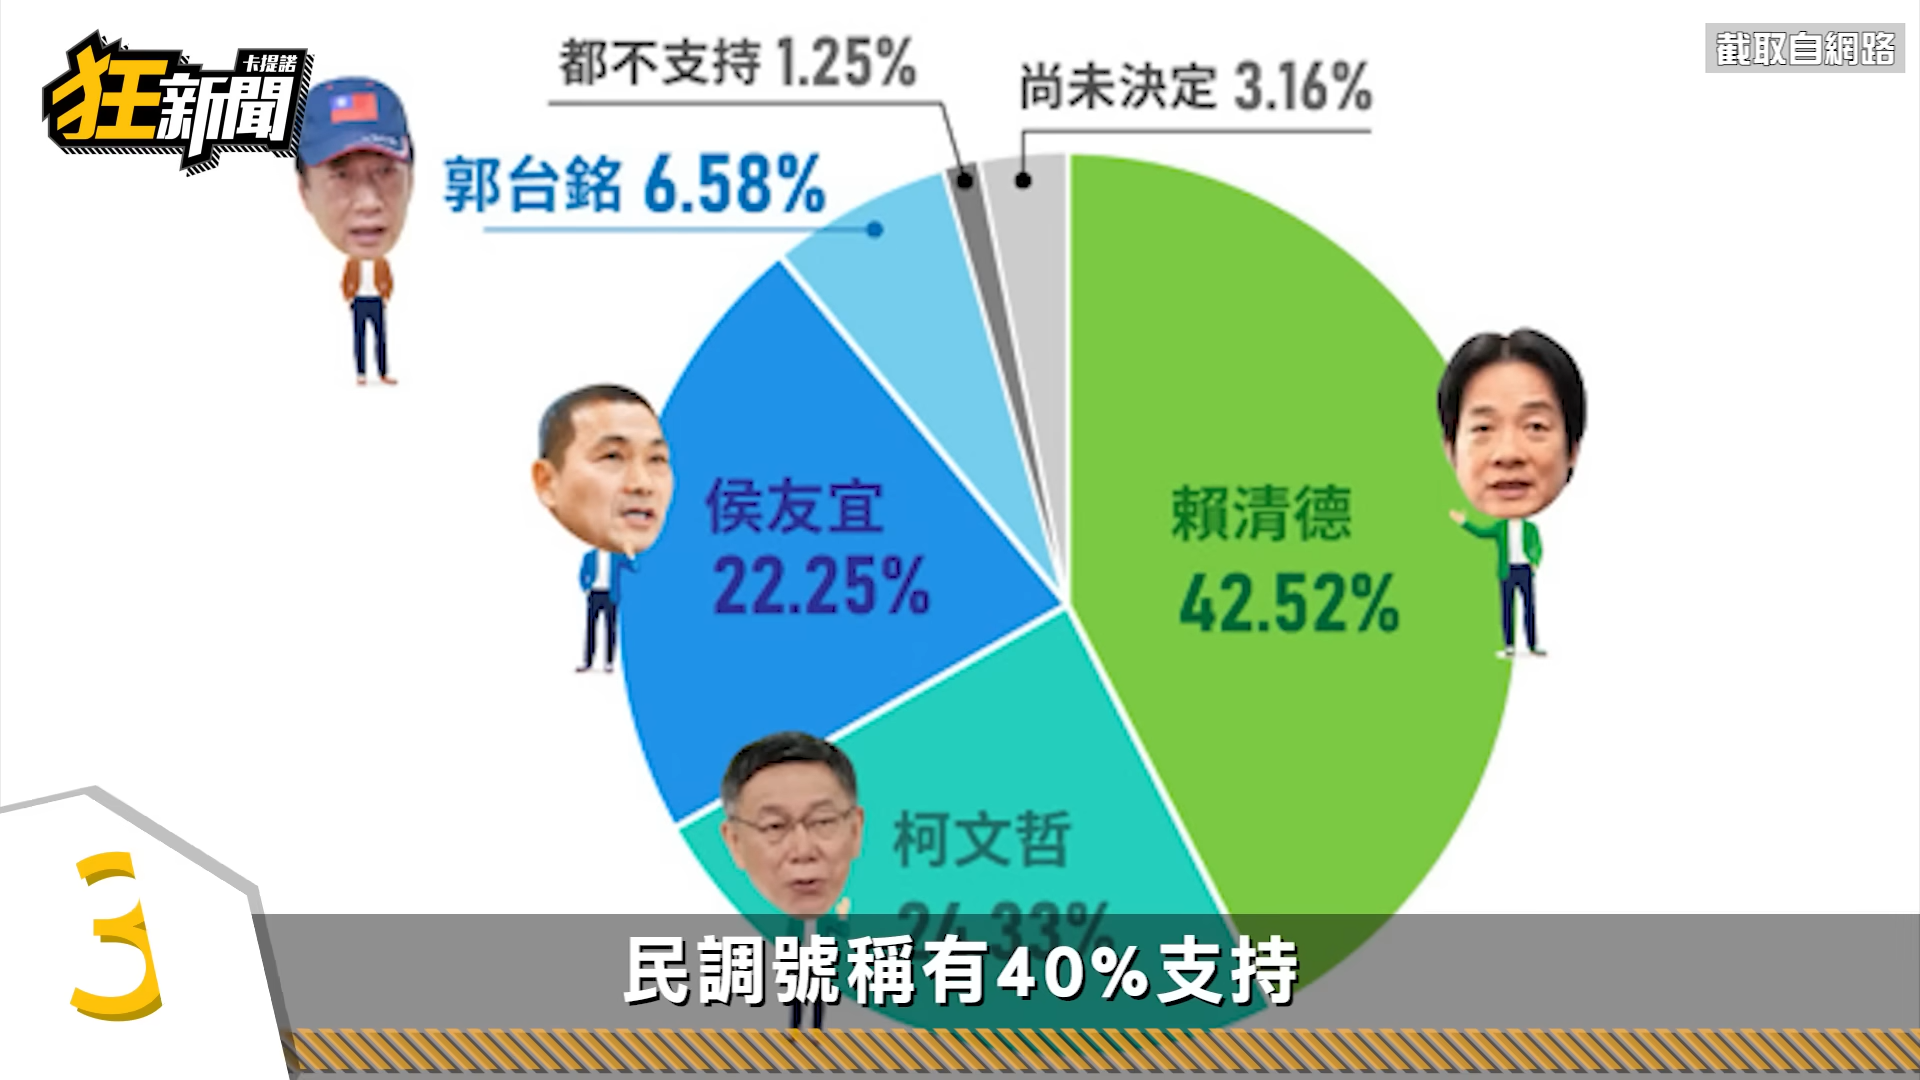 狂新聞
卡提諾
截取自網路
都不支持 1.25%
尚未決定 3.16%
郭台銘 6.58%
侯友宜
22.25%
賴清德
42.52%
柯文哲
24.33%
3
民調號稱有40%支持